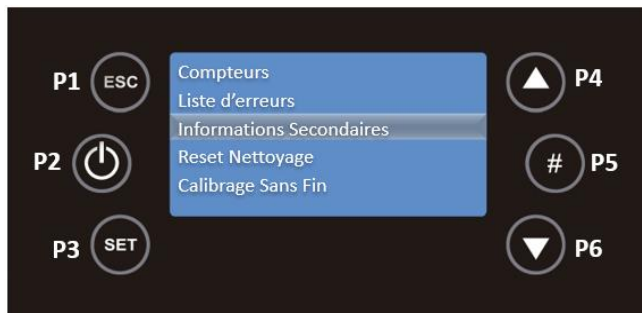 P1 ESC
P2
P3 SET
Compteurs
Liste d'erreurs
Informations Secondaires
Reset Nettoyage
Calibrage Sans Fin
P4
# P5
P6